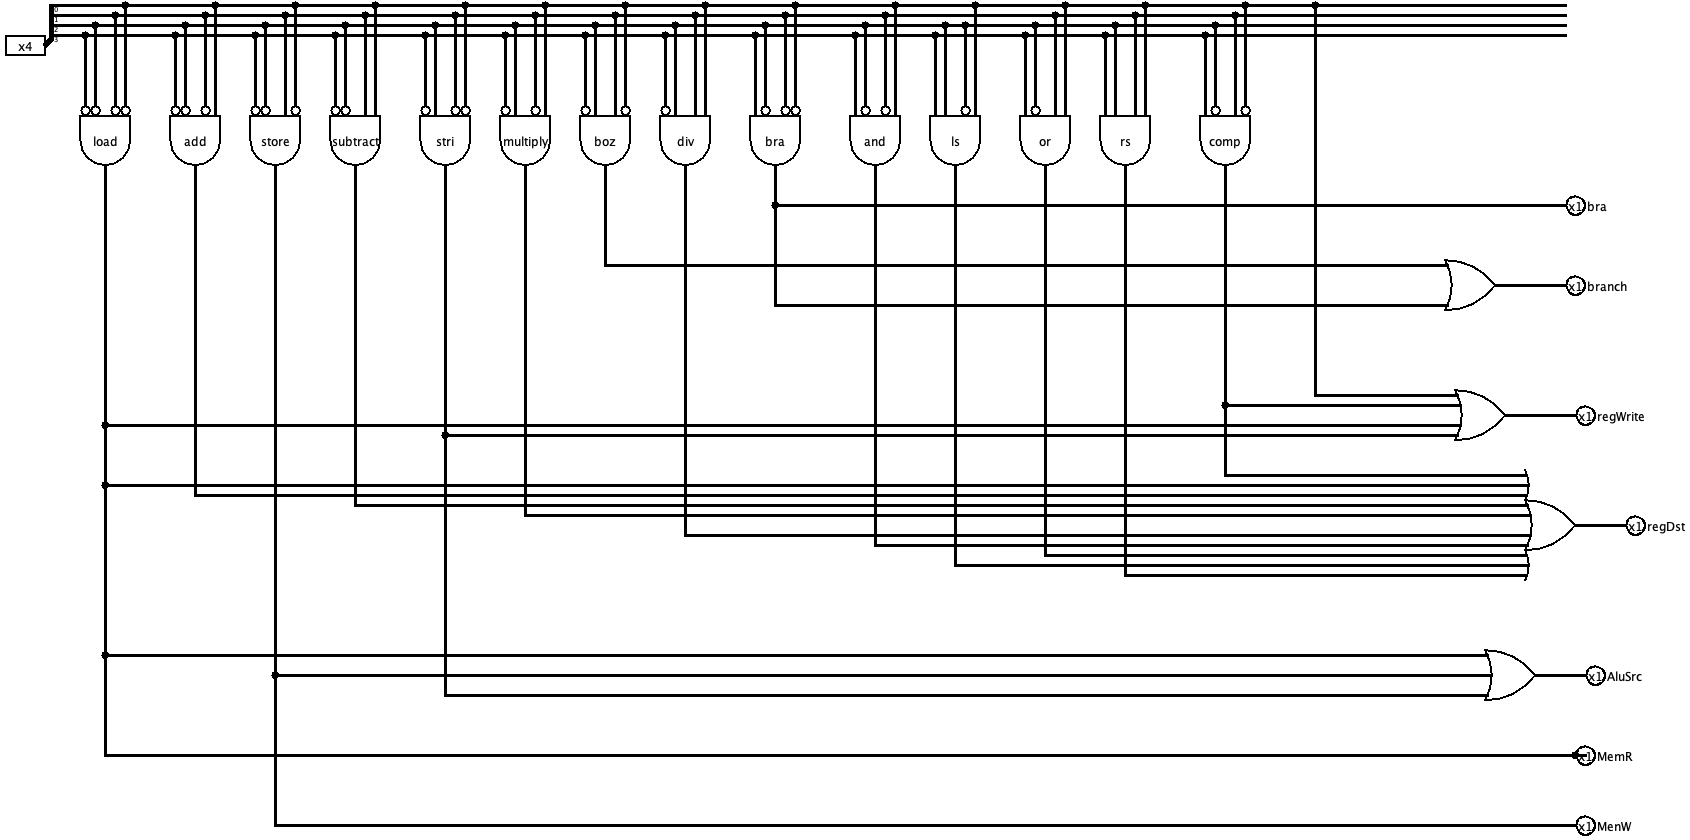 0
1
2
3
x4
load
add
store
subtract
stri
multiply
boz
div
bra
and
ls
or
rs
comp
x1 bra
x1 branch
x1 regWrite
x1 regDst
x1 AluSrc
x1 MemR
x1 MenW